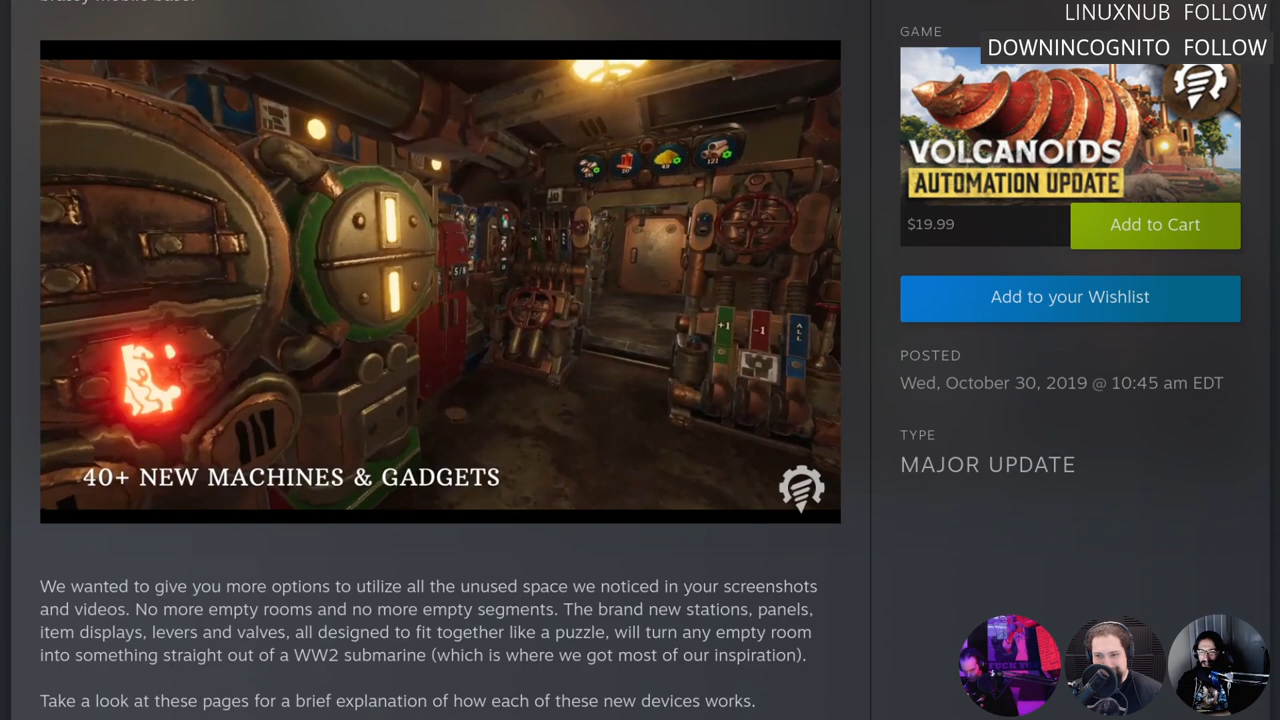 LINUXNUB FOLLOW
DOWNINCOGNITO FOLLOW
GAME
VOLCANOIDS
AUTOMATION UPDATE
$19.99
Add to Cart
Add to your Wishlist
POSTED
Wed, October 30, 2019 @ 10:45 am EDT
TYPE
MAJOR UPDATE
5/8
+1
-1
ALL
40+ NEW MACHINES & GADGETS
We wanted to give you more options to utilize all the unused space we noticed in your screenshots
and videos. No more empty rooms and no more empty segments. The brand new stations, panels,
item displays, levers and valves, all designed to fit together like a puzzle, will turn any empty room
into something straight out of a WW2 submarine (which is where we got most of our inspiration).
Take a look at these pages for a brief explanation of how each of these new devices works.